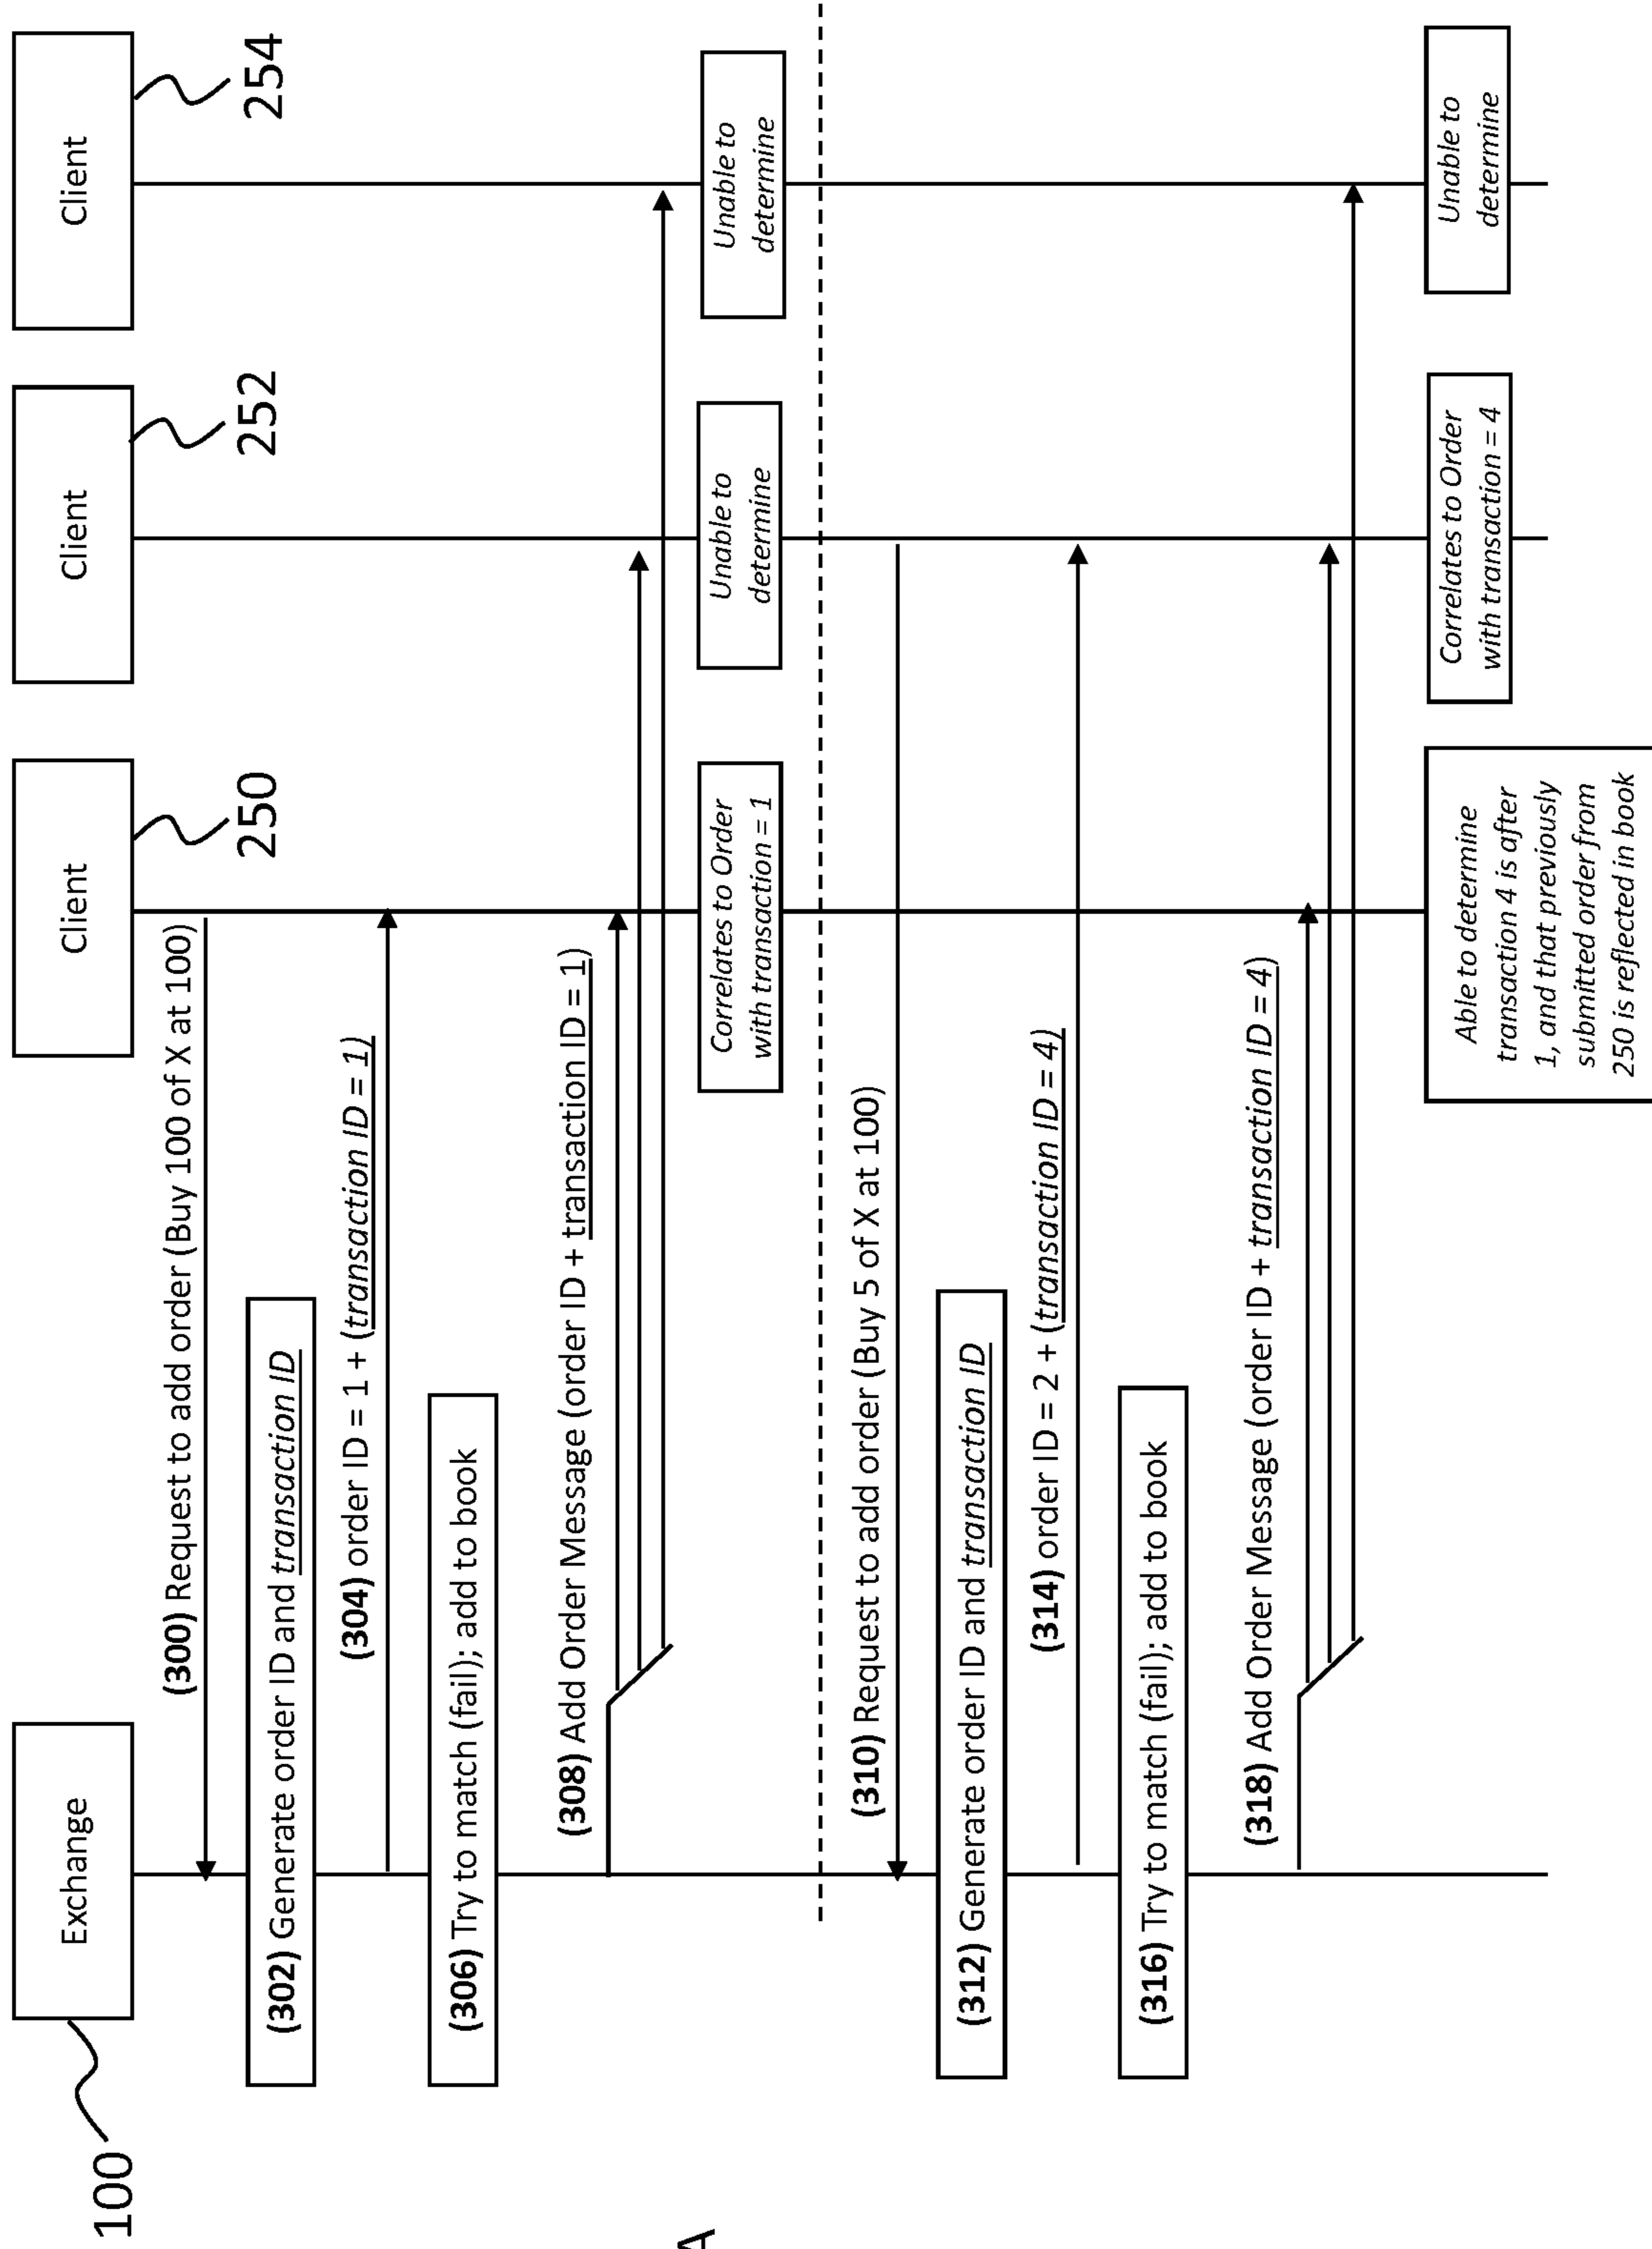 100
Exchange
Client
250
Client
252
Client
254
(300) Request to add order (Buy 100 of X at 100)
(302) Generate order ID and transaction ID
(304) order ID = 1 + (transaction ID = 1)
(306) Try to match (fail); add to book
(308) Add Order Message (order ID + transaction ID = 1)
Correlates to Order
with transaction = 1
Unable to
determine
Unable to
determine
(310) Request to add order (Buy 5 of X at 100)
(312) Generate order ID and transaction ID
(314) order ID = 2 + (transaction ID = 4)
(316) Try to match (fail); add to book
(318) Add Order Message (order ID + transaction ID = 4)
Able to determine
transaction 4 is after
1, and that previously
submitted order from
250 is reflected in book
Correlates to Order
with transaction = 4
Unable to
determine
A